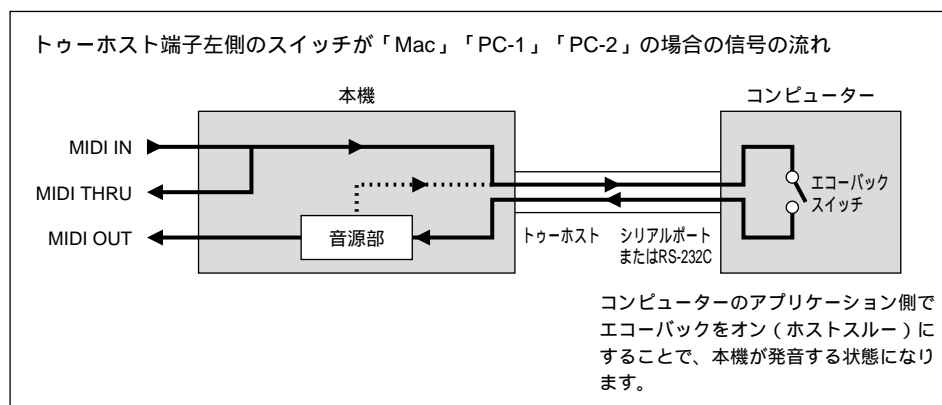 トゥーホスト端子左側のスイッチが「Mac」「PC-1」「PC-2」の場合の信号の流れ
本機
コンピューター
MIDI IN
MIDI THRU
MIDI OUT
音源部
トゥーホスト
シリアルポート
またはRS-232C
エコーバック
スイッチ
コンピューターのアプリケーション側で
エコーバックをオン（ホストスルー）に
することで、本機が発音する状態になり
ます。